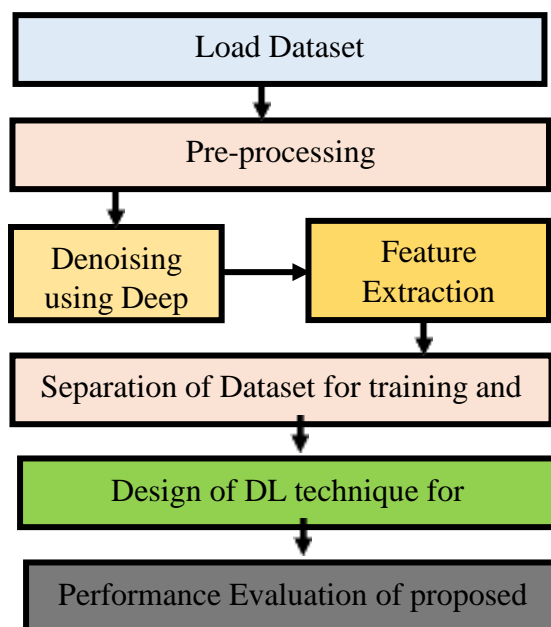 Load Dataset
Pre-processing
Denoising
using Deep
Feature
Extraction
Separation of Dataset for training and
Design of DL technique for
Performance Evaluation of proposed